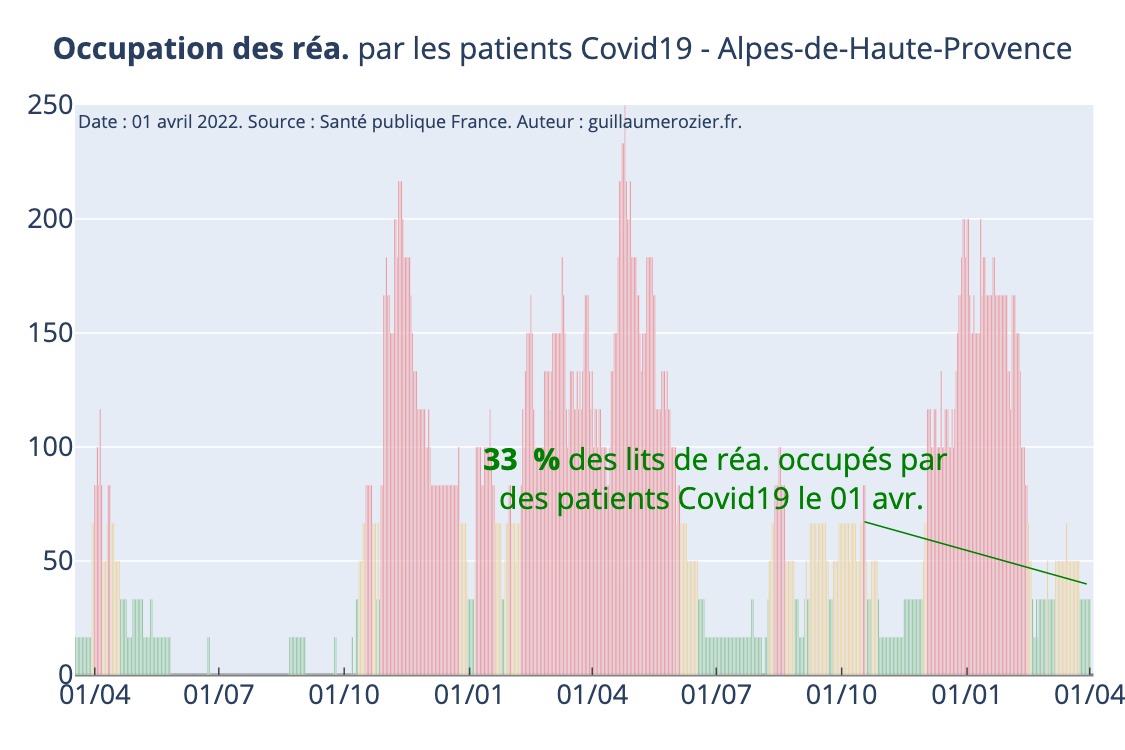 Occupation des réa. par les patients Covid19 - Alpes-de-Haute-Provence
250
Date : 01 avril 2022. Source : Santé publique France. Auteur : guillaumerozier.fr.
200
150
100
33 % des lits de réa. occupés par
des patients Covid19 le 01 avr.
50
0
01/04 01/07 01/10 01/01 01/04 01/07 01/10 01/01 01/04